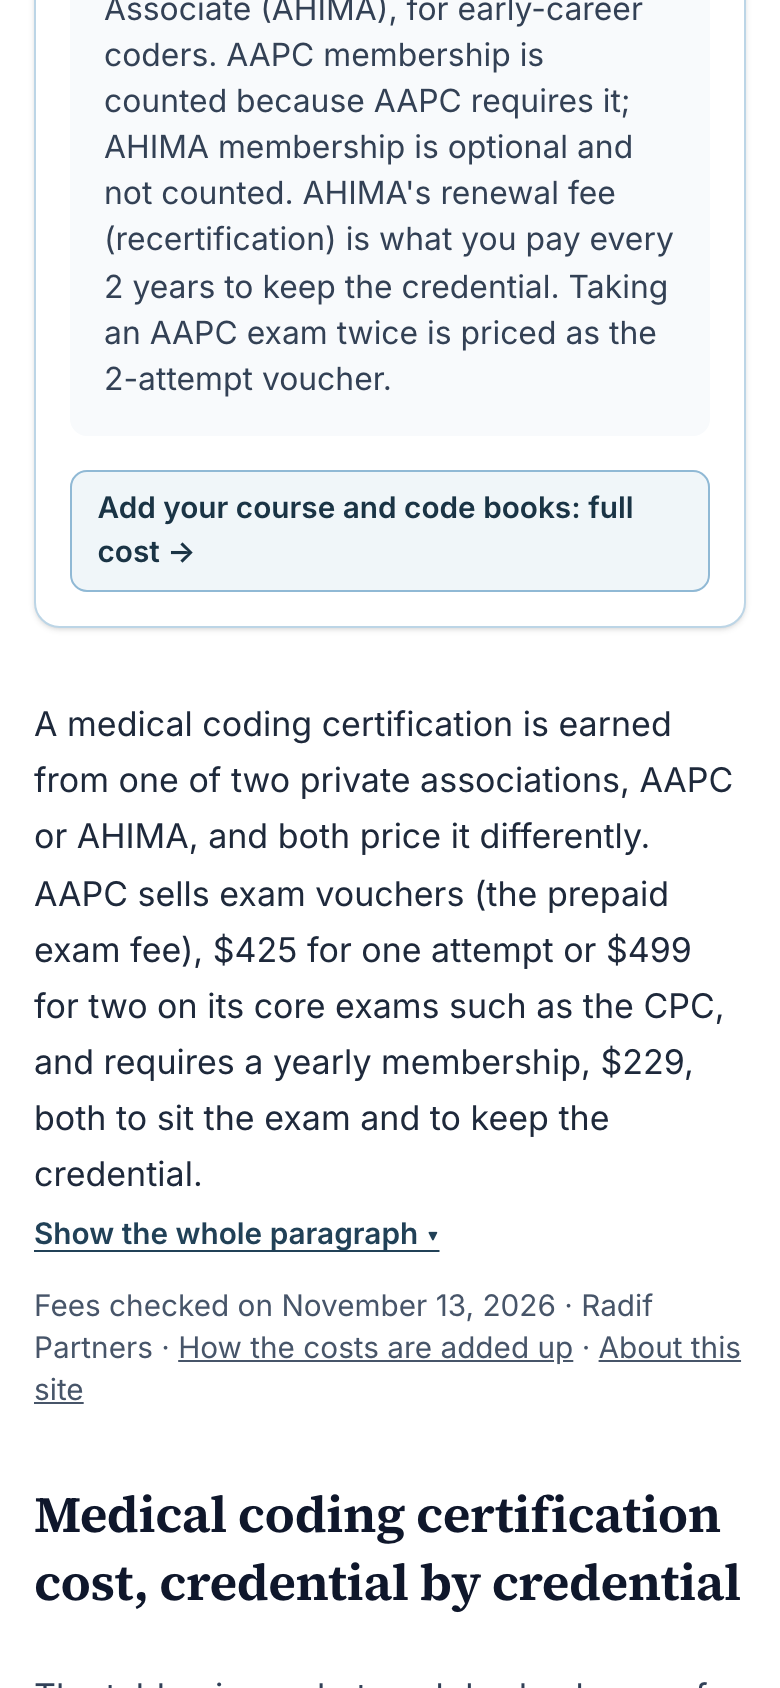 Associate (AHIMA), for early-career
coders. AAPC membership is
counted because AAPC requires it;
AHIMA membership is optional and
not counted. AHIMA's renewal fee
(recertification) is what you pay every
2 years to keep the credential. Taking
an AAPC exam twice is priced as the
2-attempt voucher.
Add your course and code books: full
cost →
A medical coding certification is earned
from one of two private associations, AAPC
or AHIMA, and both price it differently.
AAPC sells exam vouchers (the prepaid
exam fee), $425 for one attempt or $499
for two on its core exams such as the CPC,
and requires a yearly membership, $229,
both to sit the exam and to keep the
credential.
Show the whole paragraph ▾
Fees checked on November 13, 2026 · Radif
Partners · How the costs are added up · About this
site
Medical coding certification
cost, credential by credential